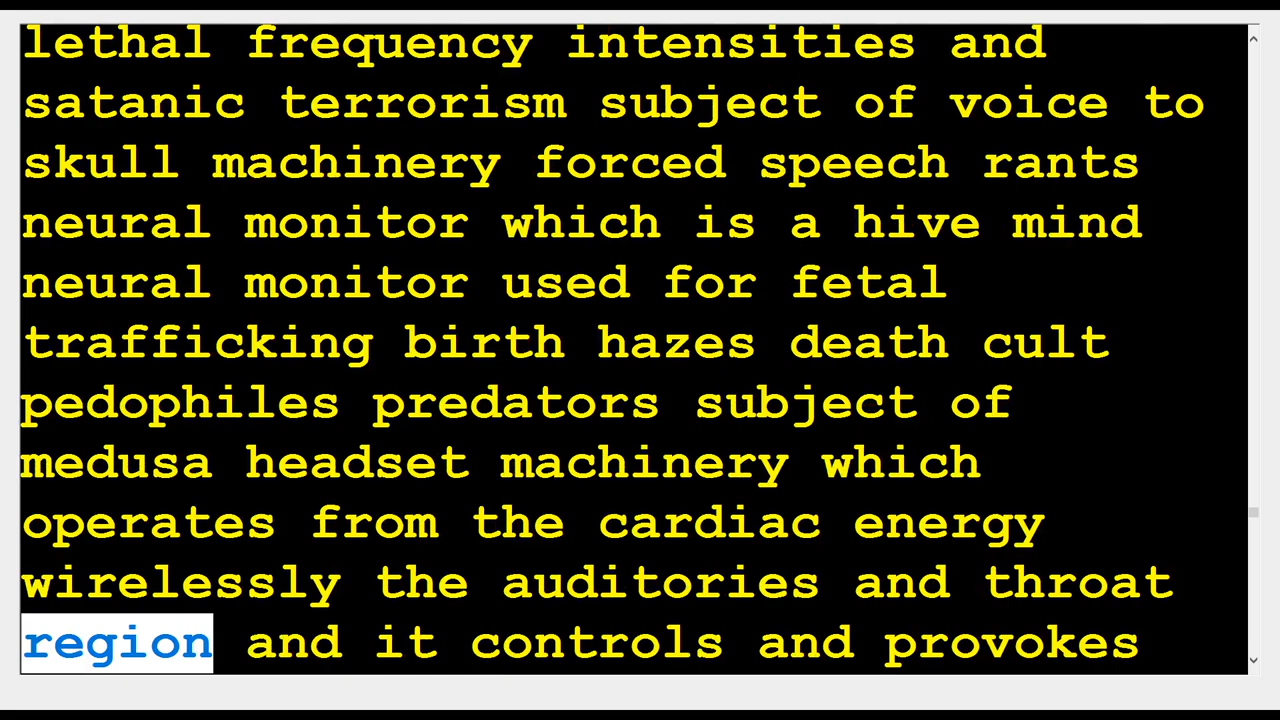 lethal frequency intensities and
satanic terrorism subject of voice to
skull machinery forced speech rants
neural monitor which is a hive mind
neural monitor used for fetal
trafficking birth hazes death cult
pedophiles predators subject of
medusa headset machinery which
operates from the cardiac energy
wirelessly the auditories and throat
region and it controls and provokes